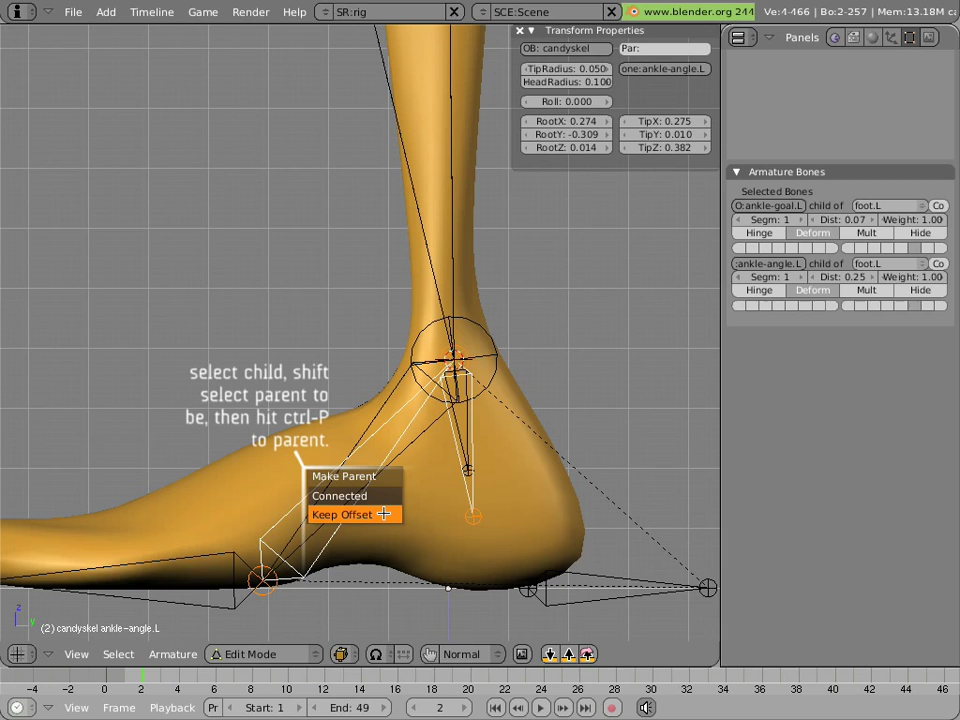 File Add Timeline Game Render Help SR:rig SCE:Scene www.blender.org 244 Ve:4-466 | Bo:2-257 | Mem:13.18M
Transform Properties
OB: candyskel Par:
TipRadius: 0.050 one:ankle-angle.L
HeadRadius: 0.100
Roll: 0.000
RootX: 0.274 TipX: 0.275
RootY: -0.309 TipY: 0.010
RootZ: 0.014 TipZ: 0.382
Panels
Armature Bones
Selected Bones
O:ankle-goal.L child of foot.L Co
Segm: 1 Dist: 0.07 Weight: 1.00
Hinge Deform Mult Hide
:ankle-angle.L child of foot.L Co
Segm: 1 Dist: 0.25 Weight: 1.00
Hinge Deform Mult Hide
select child, shift
select parent to
be, then hit ctrl-P
to parent.
Make Parent
Connected
Keep Offset
z
y
(2) candyskel ankle-angle.L
View Select Armature Edit Mode Normal
-4 -2 0 2 4 6 8 10 12 14 16 18 20 22 24 26 28 30 32 34 36 38 40 42 44 46
View Frame Playback Pr Start: 1 End: 49 2